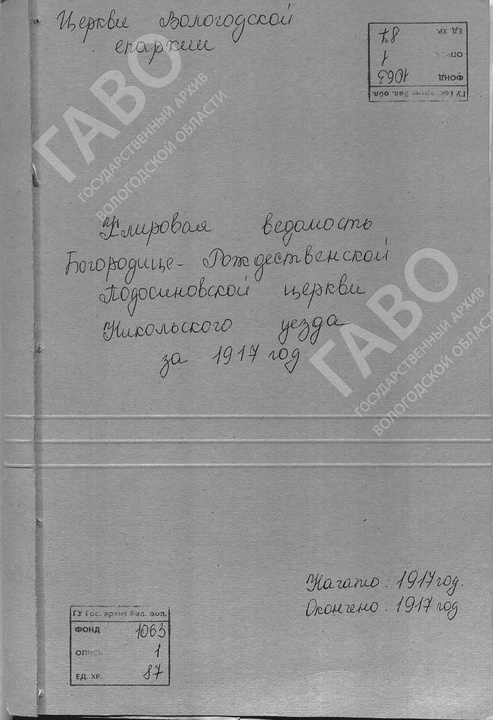 Церкви Вологодской
епархии
ГУ Гос. архив Вол. обл.
ФОНД 1063
ОПИСЬ 1
ЕД. ХР. 87
ГАВО
ГОСУДАРСТВЕННЫЙ АРХИВ
ВОЛОГОДСКОЙ ОБЛАСТИ
Клировая ведомость
Богородице-Рождественской
Подосиновской церкви
Никольского уезда
за 1917 год
ГАВО
ГОСУДАРСТВЕННЫЙ АРХИВ
ВОЛОГОДСКОЙ ОБЛАСТИ
Начато: 1917 год.
Окончено: 1917 год
ГУ Гос. архив Вол. обл.
ФОНД 1063
ОПИСЬ 1
ЕД. ХР. 87